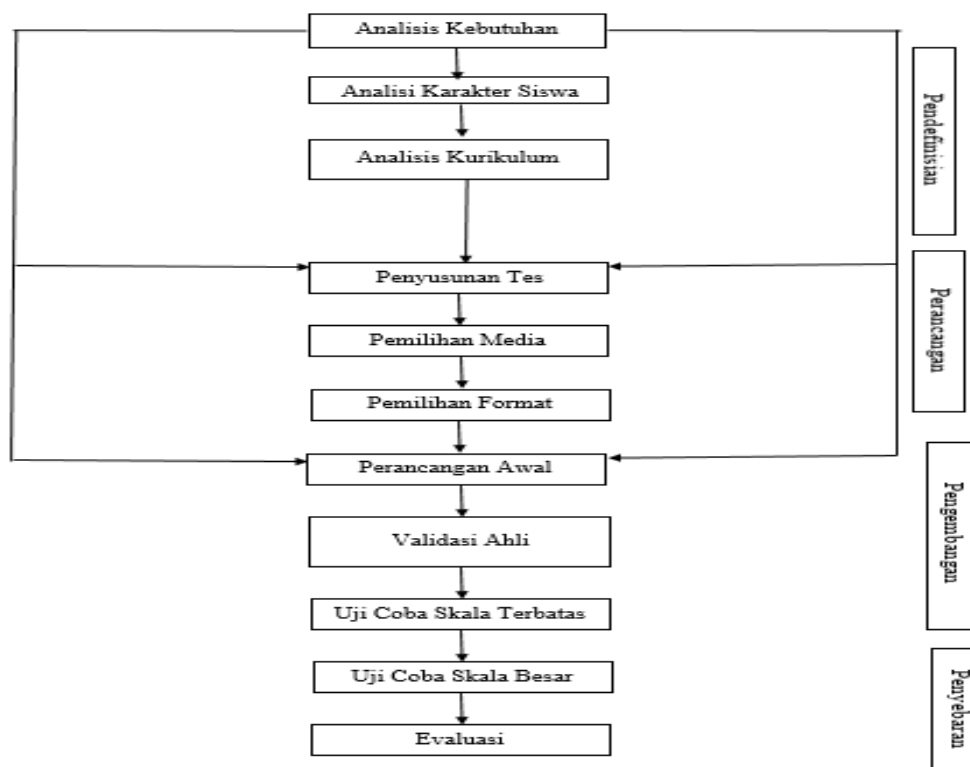 Analisis Kebutuhan
Analisi Karakter Siswa
Analisis Kurikulum
Penyusunan Tes
Pemilihan Media
Pemilihan Format
Perancangan Awal
Validasi Ahli
Uji Coba Skala Terbatas
Uji Coba Skala Besar
Evaluasi
Pendefinisian
Perancangan
Pengembangan
Penyebaran